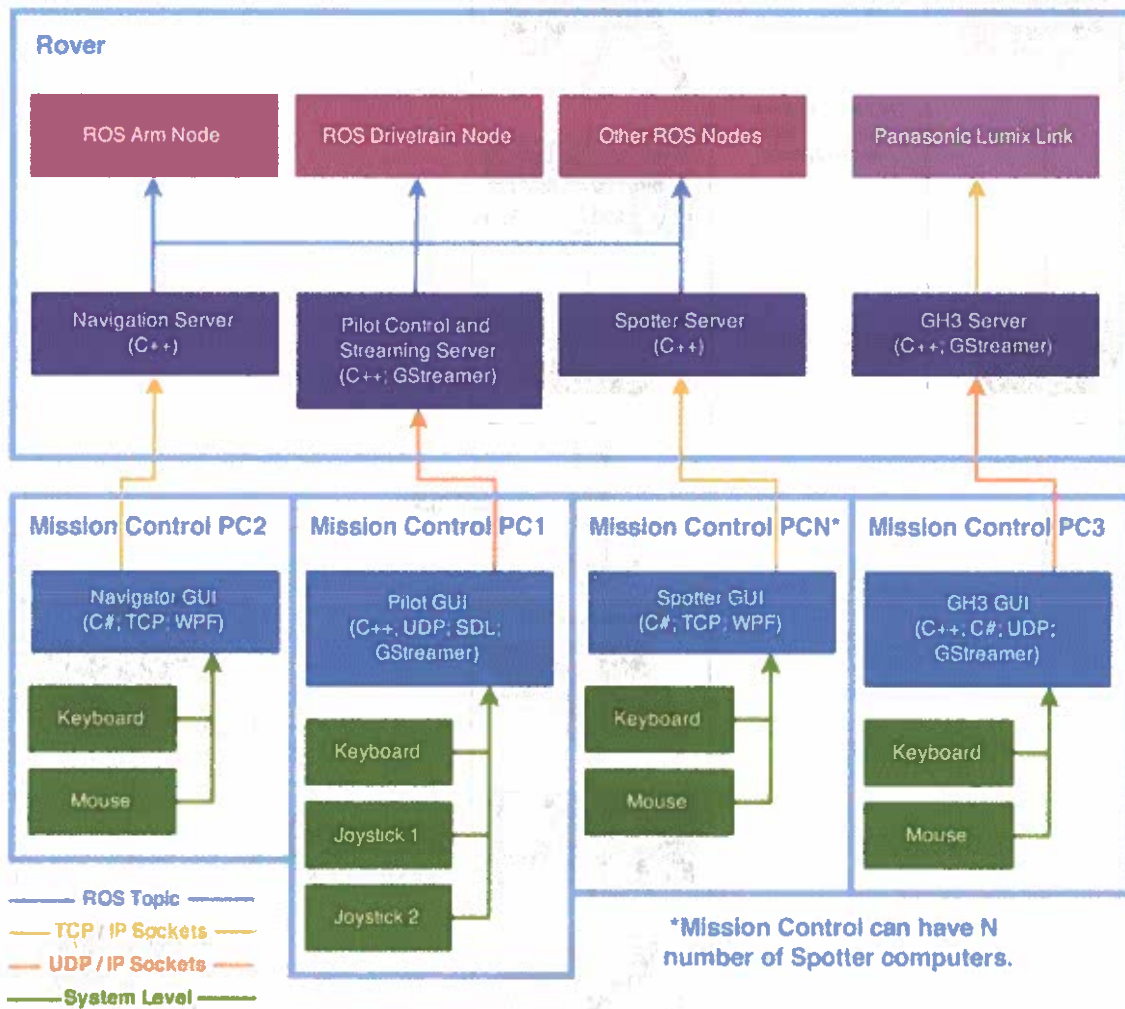 Rover
ROS Arm Node
ROS Drivetrain Node
Other ROS Nodes
Panasonic Lumix Link
Navigation Server
(C++)
Pilot Control and
Streaming Server
(C++; GStreamer)
Spotter Server
(C++)
GH3 Server
(C++; GStreamer)
Mission Control PC2
Navigator GUI
(C#; TCP; WPF)
Keyboard
Mouse
Mission Control PC1
Pilot GUI
(C++, UDP; SDL;
GStreamer)
Keyboard
Joystick 1
Joystick 2
Mission Control PCN*
Spotter GUI
(C#; TCP; WPF)
Keyboard
Mouse
Mission Control PC3
GH3 GUI
(C++, C#; UDP;
GStreamer)
Keyboard
Mouse
ROS Topic
TCP / IP Sockets
UDP / IP Sockets
System Level
*Mission Control can have N
number of Spotter computers.